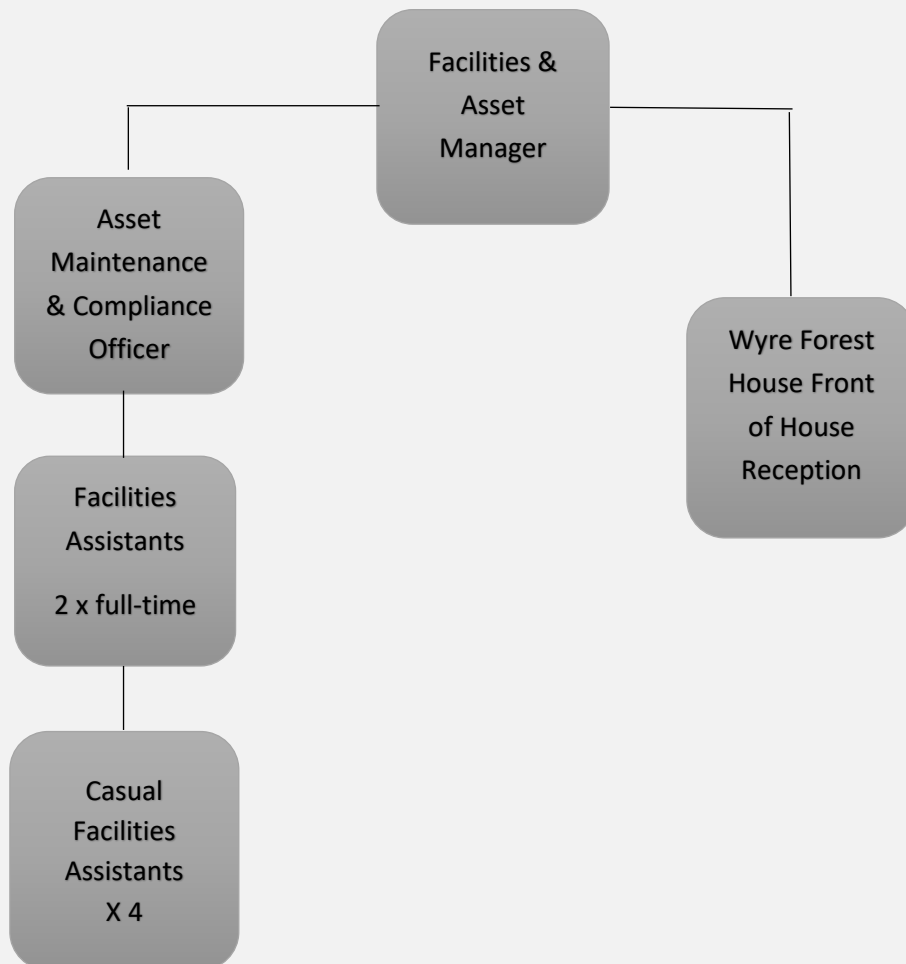 Facilities &
Asset
Manager
Asset
Maintenance
& Compliance
Officer
Wyre Forest
House Front
of House
Reception
Facilities
Assistants
2 x full-time
Casual
Facilities
Assistants
X 4